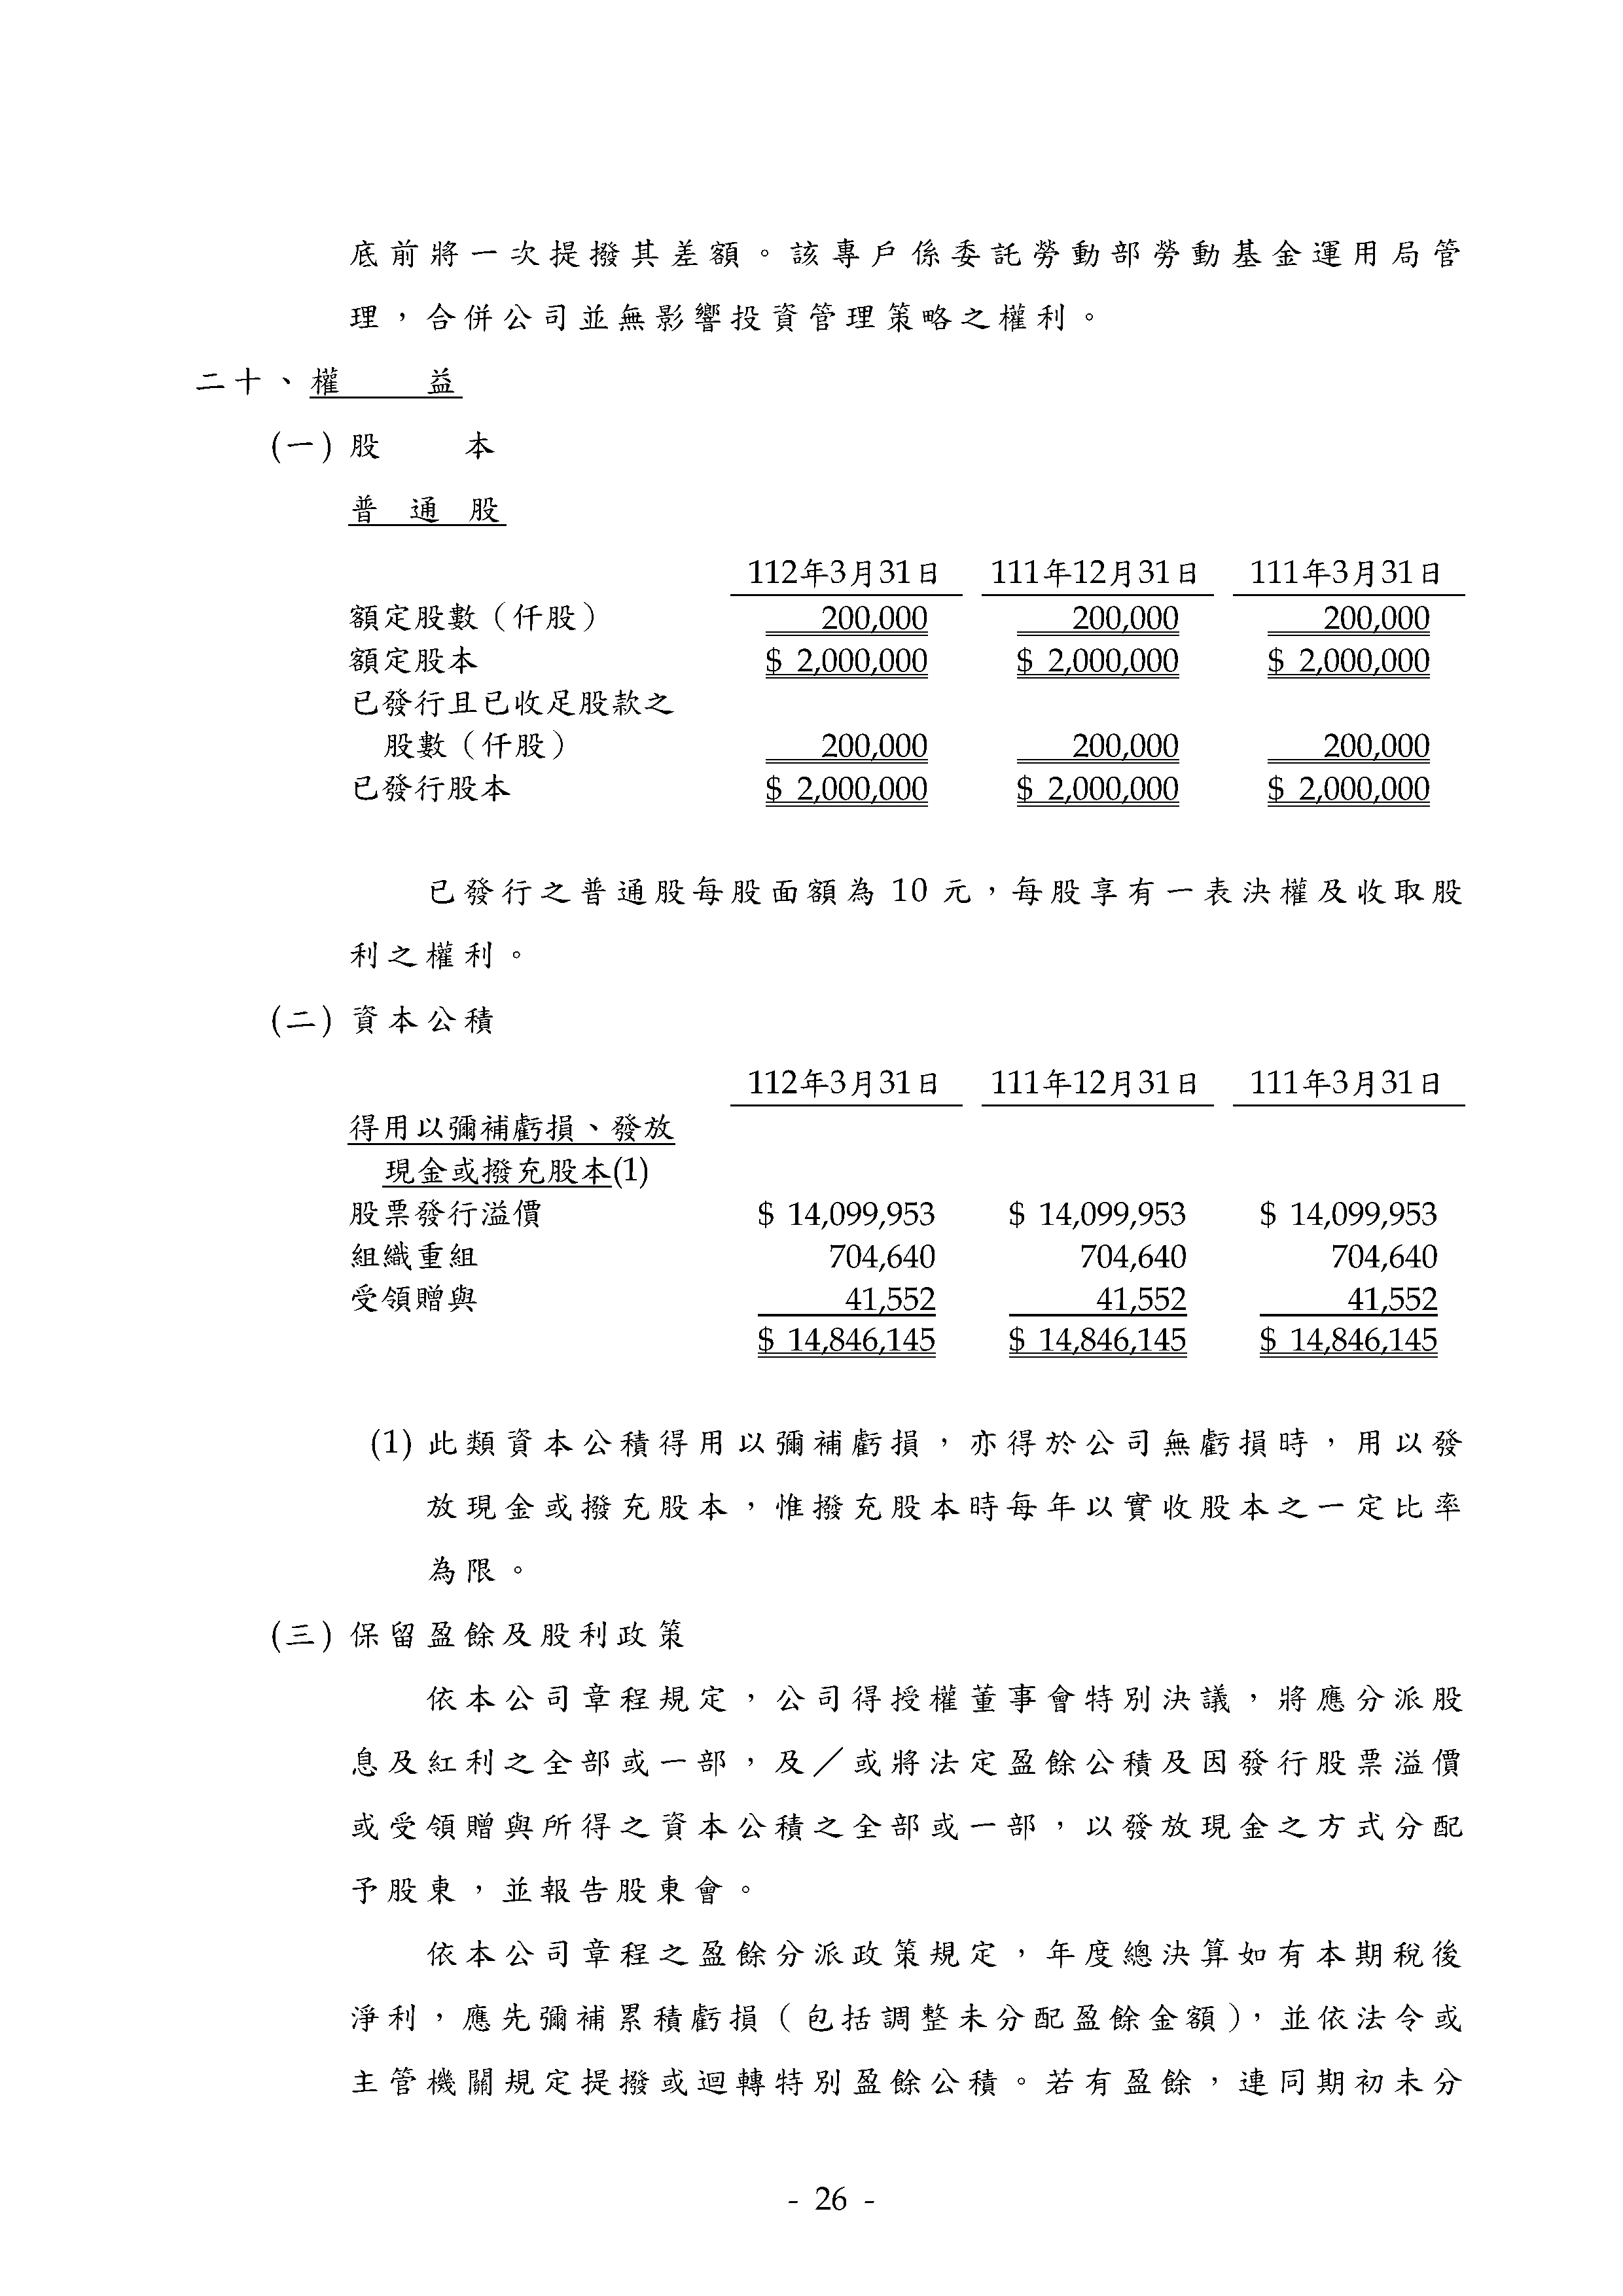 底前將一次提撥其差額。該專戶係委託勞動部勞動基金運用局管
理，合併公司並無影響投資管理策略之權利。
二十、權　　益
(一) 股　　本
普 通 股
112年3月31日 111年12月31日 111年3月31日
額定股數（仟股） 200,000 200,000 200,000
額定股本 $ 2,000,000 $ 2,000,000 $ 2,000,000
已發行且已收足股款之
股數（仟股） 200,000 200,000 200,000
已發行股本 $ 2,000,000 $ 2,000,000 $ 2,000,000
已發行之普通股每股面額為 10 元，每股享有一表決權及收取股
利之權利。
(二) 資本公積
112年3月31日 111年12月31日 111年3月31日
得用以彌補虧損、發放
現金或撥充股本(1)
股票發行溢價 $ 14,099,953 $ 14,099,953 $ 14,099,953
組織重組 704,640 704,640 704,640
受領贈與 41,552 41,552 41,552
$ 14,846,145 $ 14,846,145 $ 14,846,145
(1) 此類資本公積得用以彌補虧損，亦得於公司無虧損時，用以發
放現金或撥充股本，惟撥充股本時每年以實收股本之一定比率
為限。
(三) 保留盈餘及股利政策
依本公司章程規定，公司得授權董事會特別決議，將應分派股
息及紅利之全部或一部，及／或將法定盈餘公積及因發行股票溢價
或受領贈與所得之資本公積之全部或一部，以發放現金之方式分配
予股東，並報告股東會。
依本公司章程之盈餘分派政策規定，年度總決算如有本期稅後
淨利，應先彌補累積虧損（包括調整未分配盈餘金額），並依法令或
主管機關規定提撥或迴轉特別盈餘公積。若有盈餘，連同期初未分
- 26 -